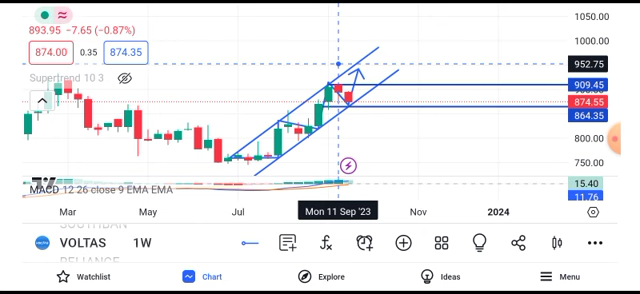 893.95 −7.65 (−0.87%)
874.00 0.35 874.35
Supertrend 10 3
1050.00
1000.00
952.75
909.45
874.55
864.35
800.00
750.00
MACD 12 26 close 9 EMA EMA
15.40
11.76
Mar May Jul Mon 11 Sep '23 Nov 2024
VOLTAS 1W
RELIANCE
Watchlist Chart Explore Ideas Menu